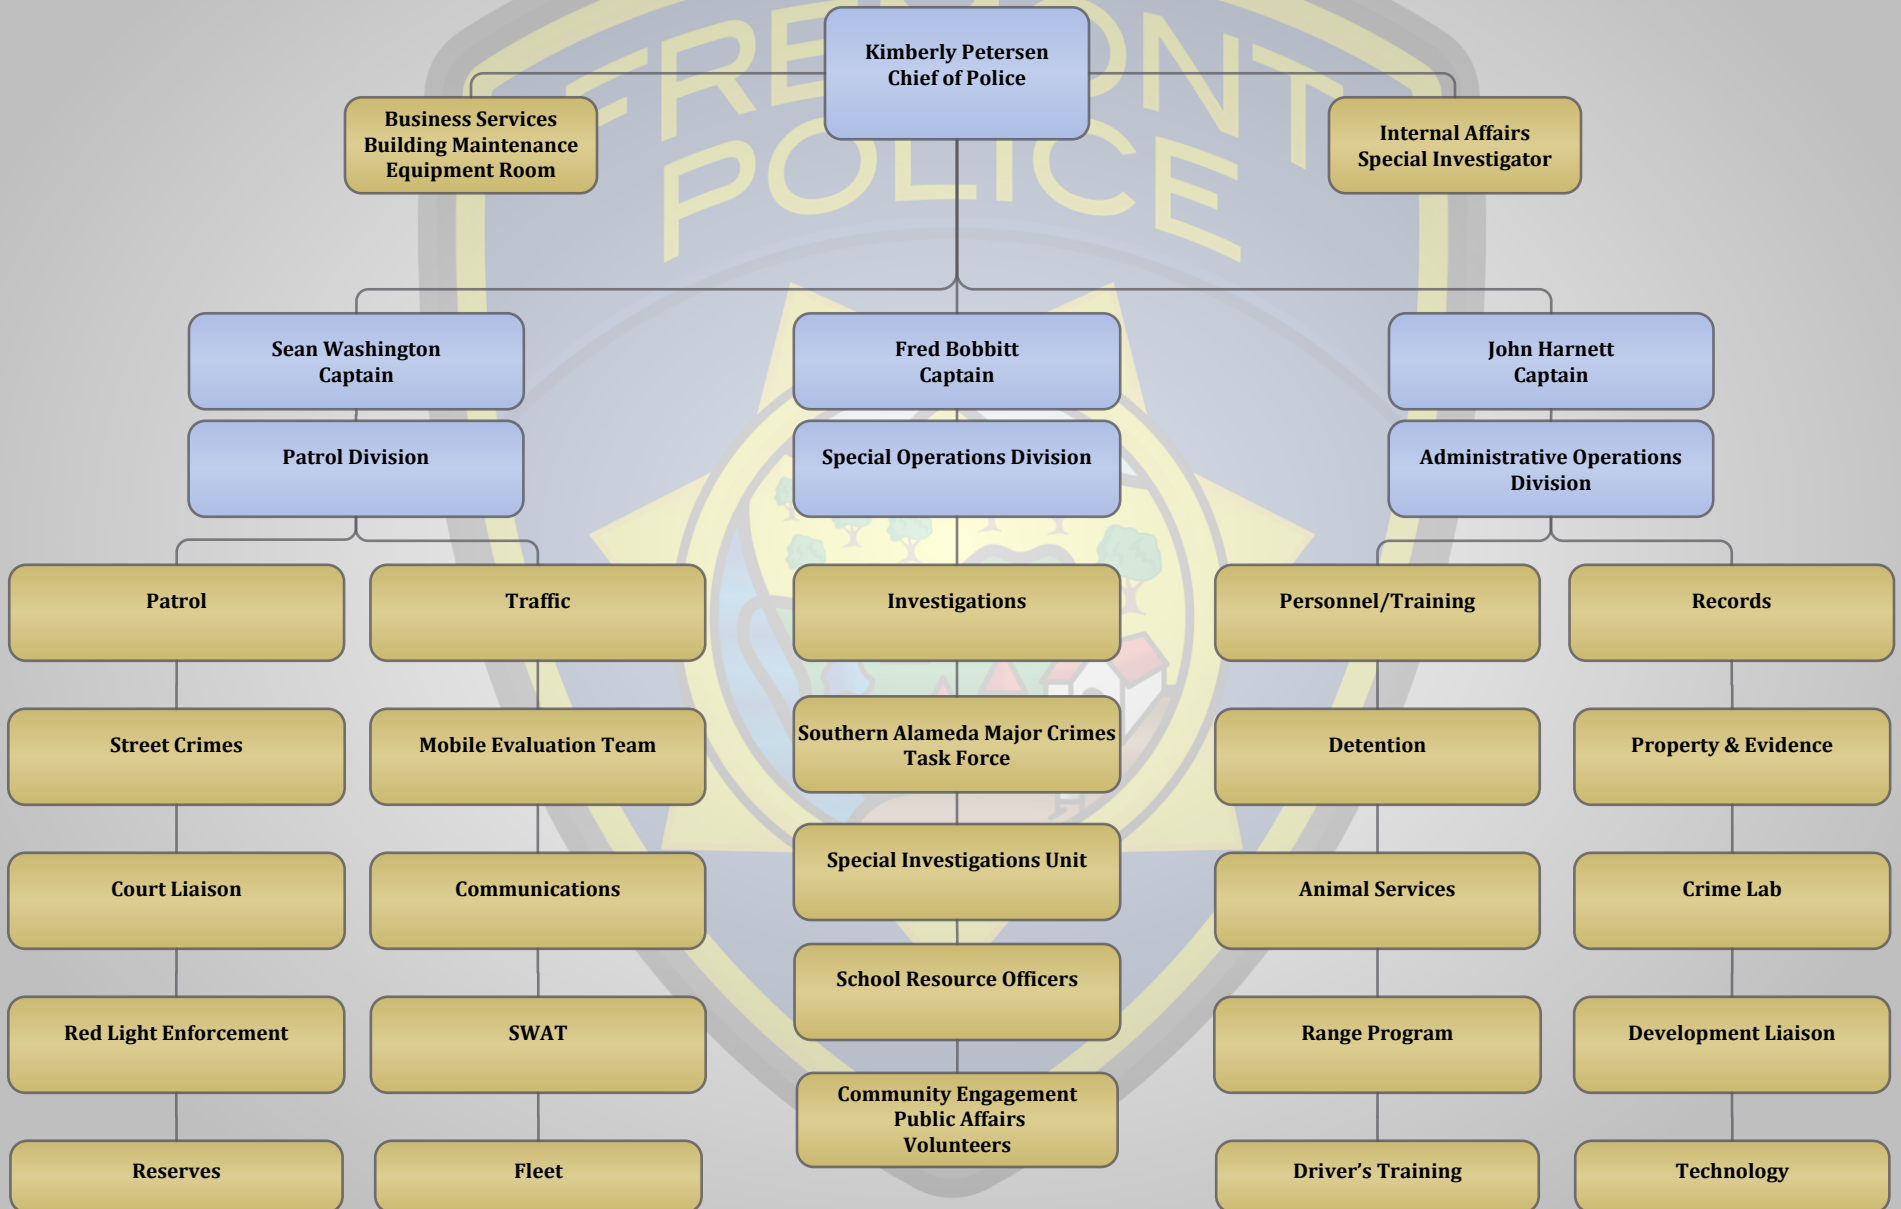 FREMONT
POLICE
Kimberly Petersen
Chief of Police
Business Services
Building Maintenance
Equipment Room
Internal Affairs
Special Investigator
Sean Washington
Captain
Fred Bobbitt
Captain
John Harnett
Captain
Patrol Division
Special Operations Division
Administrative Operations
Division
Patrol
Traffic
Investigations
Personnel/Training
Records
Street Crimes
Mobile Evaluation Team
Southern Alameda Major Crimes
Task Force
Detention
Property & Evidence
Court Liaison
Communications
Special Investigations Unit
Animal Services
Crime Lab
Red Light Enforcement
SWAT
School Resource Officers
Range Program
Development Liaison
Reserves
Fleet
Community Engagement
Public Affairs
Volunteers
Driver’s Training
Technology